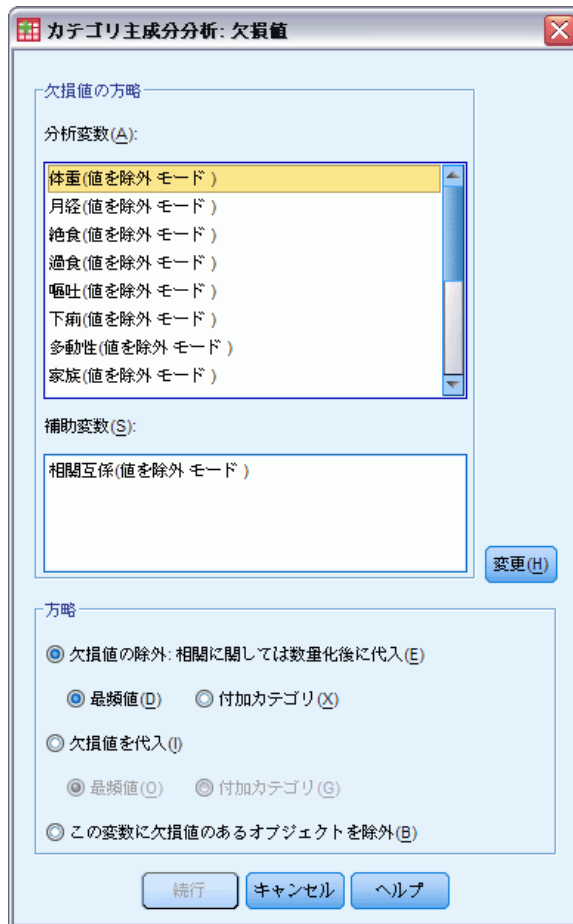 カテゴリ主成分分析: 欠損値
欠損値の方略
分析変数(A):
体重(値を除外 モード )
月経(値を除外 モード )
絶食(値を除外 モード )
過食(値を除外 モード )
嘔吐(値を除外 モード )
下痢(値を除外 モード )
多動性(値を除外 モード )
家族(値を除外 モード )
補助変数(S):
相関互係(値を除外 モード )
変更(H)
方略
欠損値の除外: 相関に関しては数量化後に代入(E)
最頻値(D) 付加カテゴリ(X)
欠損値を代入(I)
最頻値(O) 付加カテゴリ(G)
この変数に欠損値のあるオブジェクトを除外(B)
続行 キャンセル ヘルプ